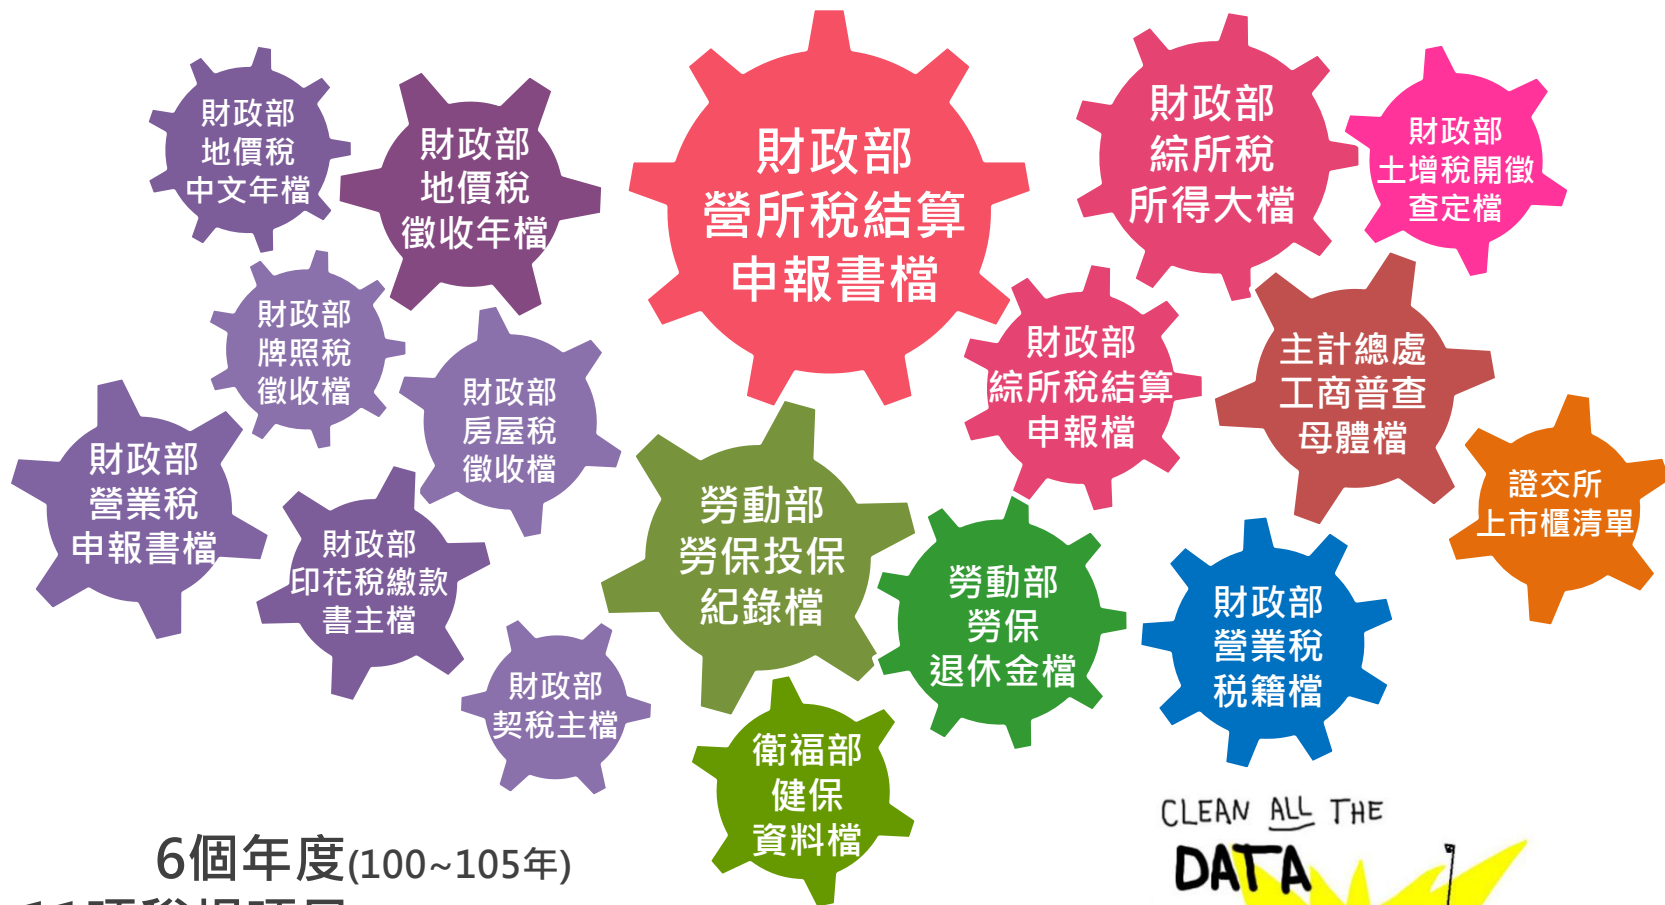 財政部
地價稅
中文年檔
財政部
地價稅
徵收年檔
財政部
營所稅結算
申報書檔
財政部
綜所稅
所得大檔
財政部
土增稅開徵
查定檔
財政部
牌照稅
徵收檔
財政部
房屋稅
徵收檔
財政部
綜所稅結算
申報檔
主計總處
工商普查
母體檔
財政部
營業稅
申報書檔
財政部
印花稅繳款
書主檔
勞動部
勞保投保
紀錄檔
勞動部
勞保
退休金檔
財政部
營業稅
稅籍檔
證交所
上市櫃清單
財政部
契稅主檔
衛福部
健保
資料檔
6個年度(100~105年)
CLEAN ALL THE
DATA